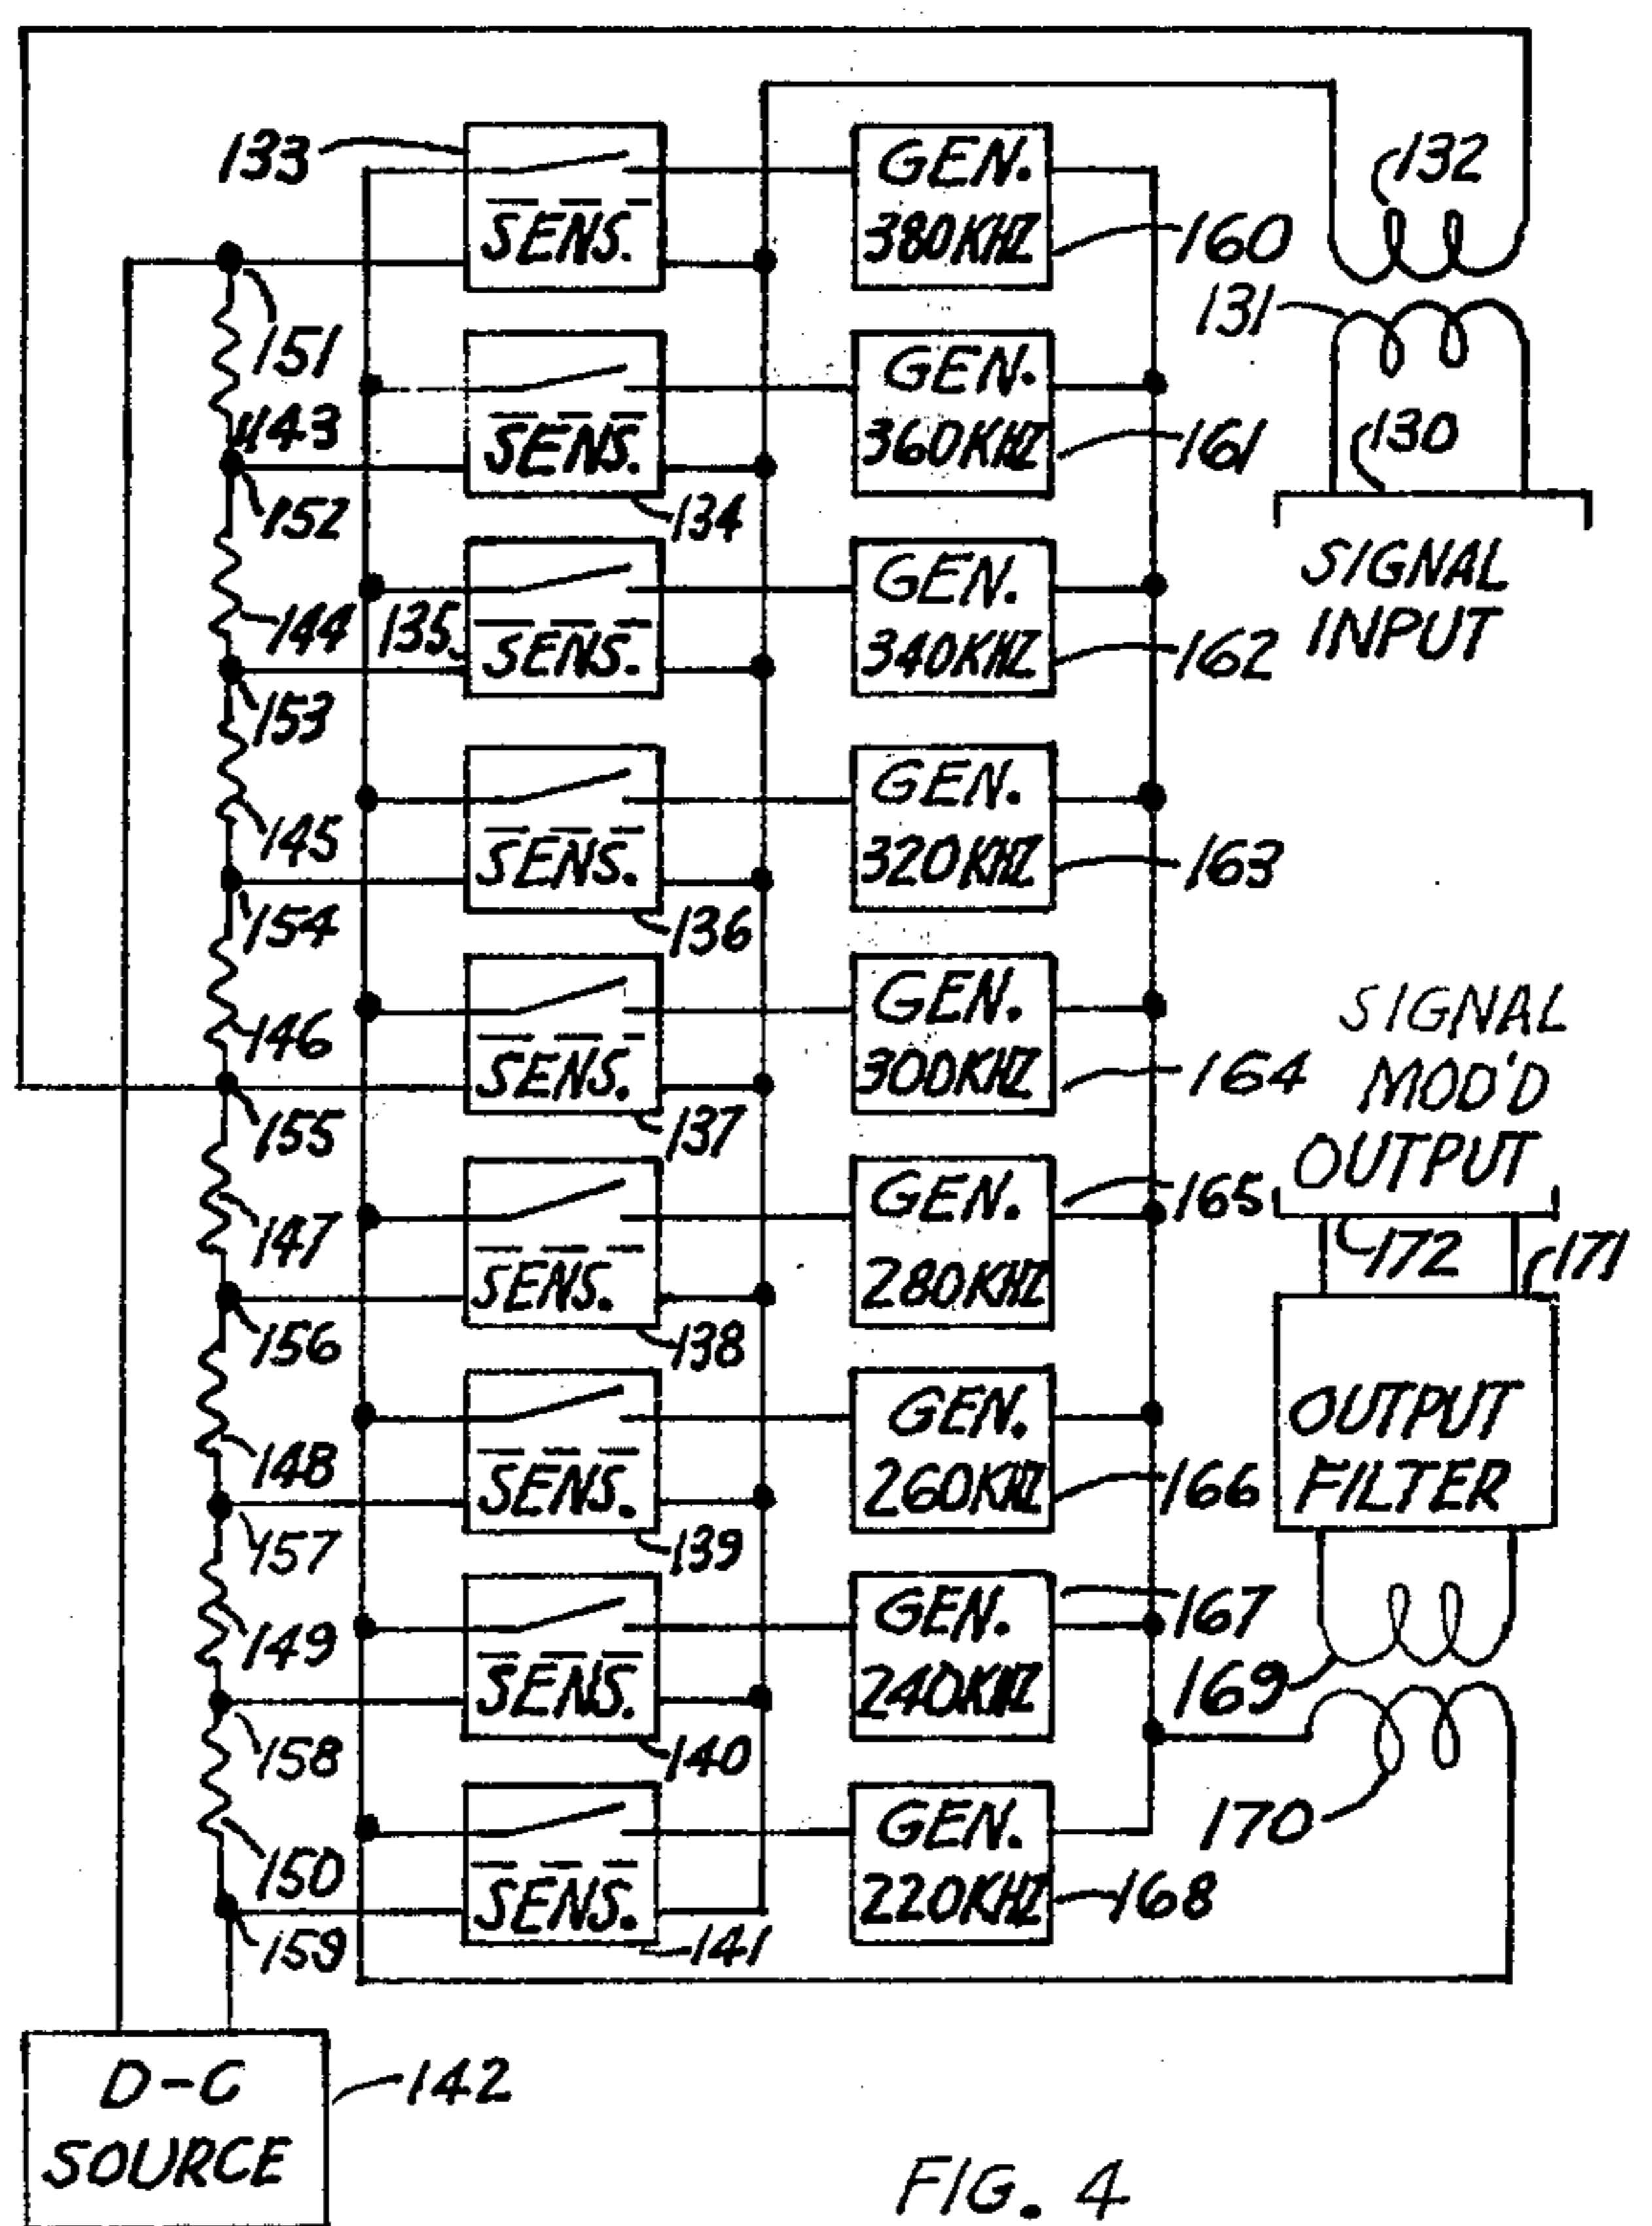 133
SENS.
GEN.
380KHZ
160
132
131
151
143
SENS.
134
GEN.
360KHZ
161
130
152
SIGNAL
INPUT
144
135
SENS.
GEN.
340KHZ
162
153
145
SENS.
136
GEN.
320KHZ
163
154
146
SENS.
137
GEN.
300KHZ
164
SIGNAL
MOD'D
OUTPUT
155
147
SENS.
138
GEN.
280KHZ
165
172
171
156
148
SENS.
139
GEN.
260KHZ
166
OUTPUT
FILTER
157
149
SENS.
140
GEN.
240KHZ
167
169
158
170
150
SENS.
141
GEN.
220KHZ
168
159
D-C
SOURCE
142
FIG. 4